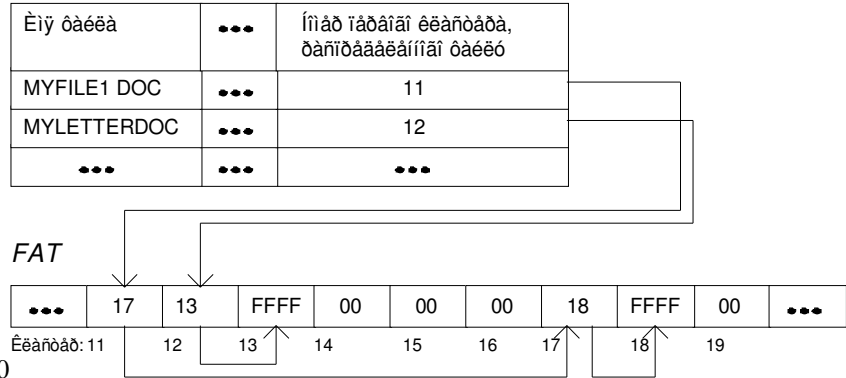 Èìÿ ôàéëà ••• Íîìåð ïåðâîãî êëàñòåðà,
ðàñïðåäåëåííîãî ôàéëó
MYFILE1 DOC ••• 11
MYLETTERDOC ••• 12
••• ••• •••
FAT
••• 17 13 FFFF 00 00 00 18 FFFF 00 •••
Êëàñòåð: 11 12 13 14 15 16 17 18 19
0